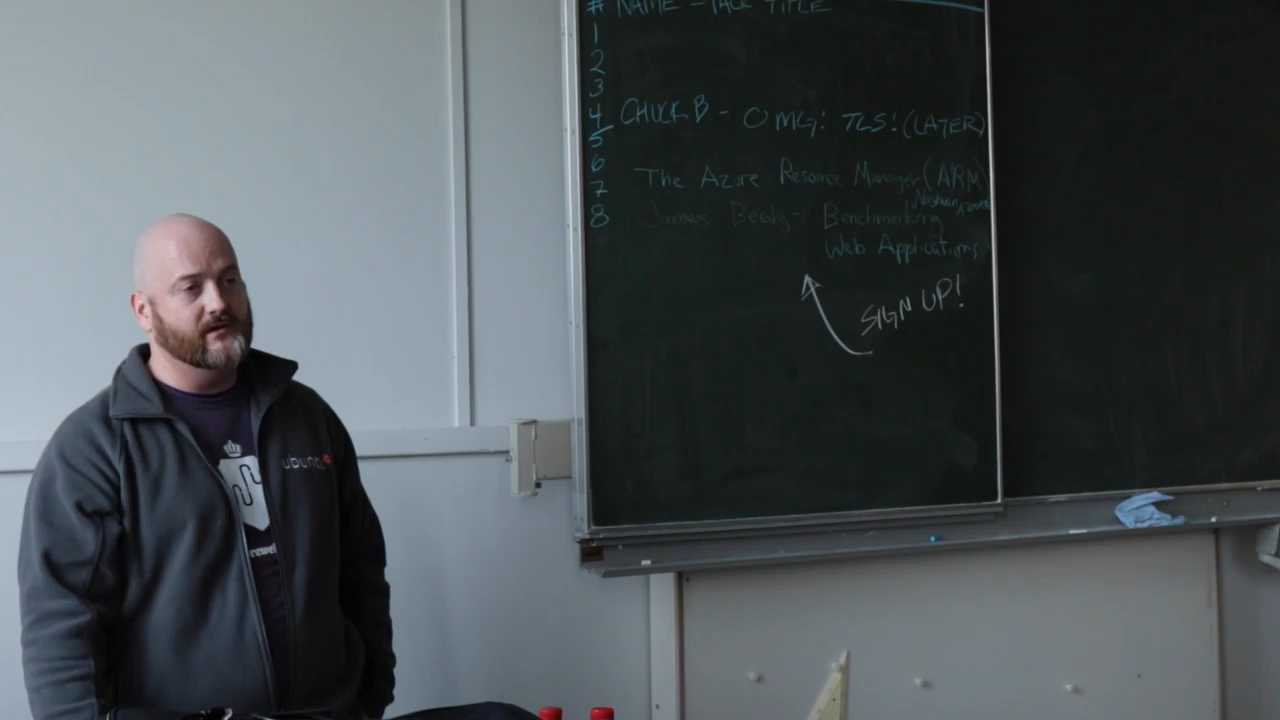 # NAME - TALK TITLE
1
2
3
4 CHUCK B - OMG! TLS! (LAYER)
5
6
7 The Azure Resource Manager (ARM)
8 James Beedy - Benchmarking
Web Applications
SIGN UP!
ubuntu